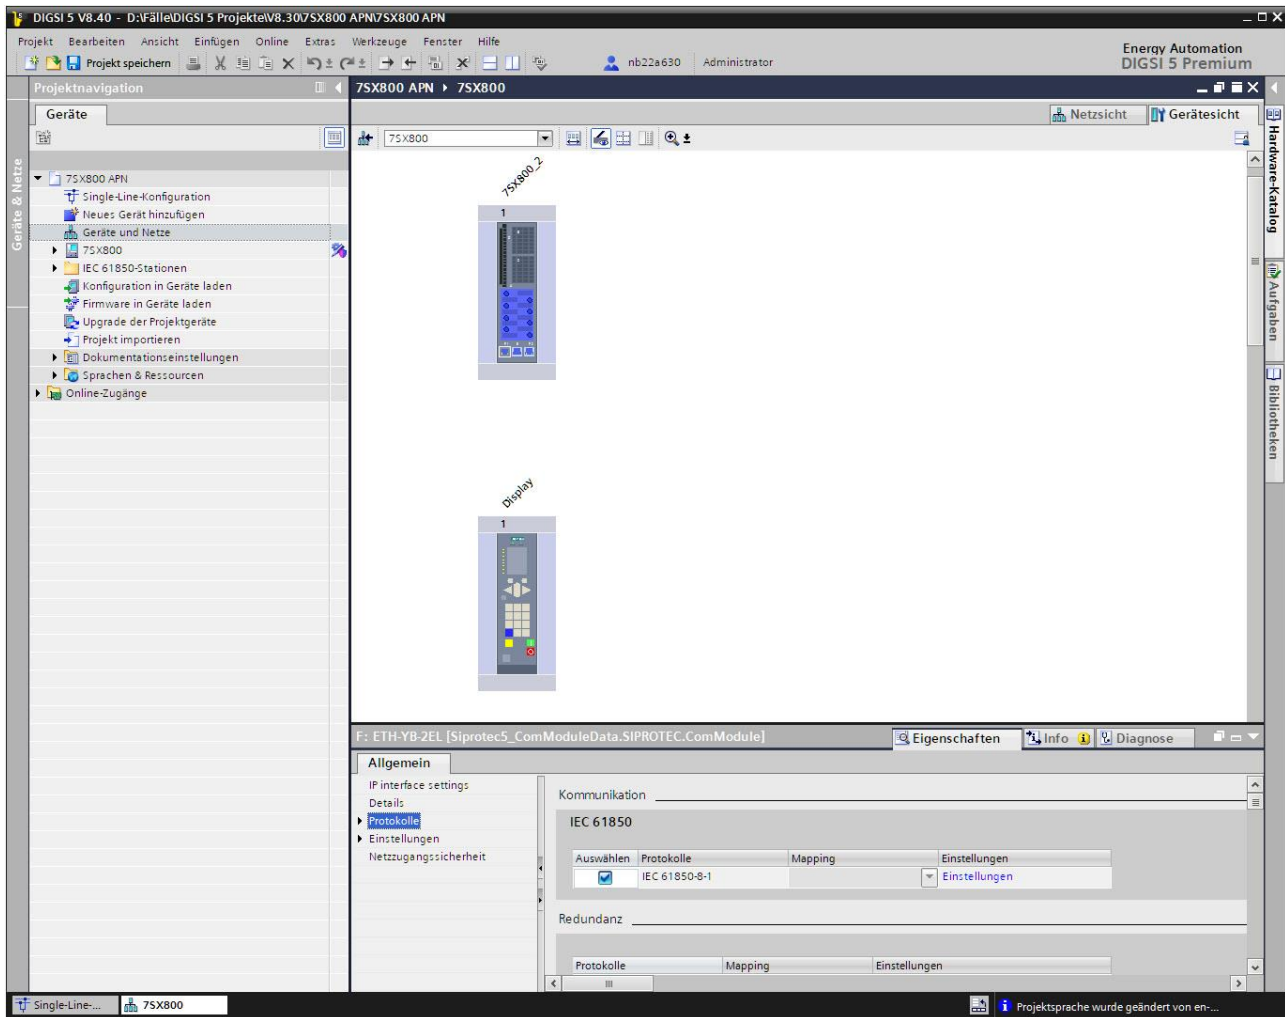 DIGSI 5 V8.40 - D:\Fälle\DIGSI 5 Projekte\V8.30\7SX800 APN\7SX800 APN
Projekt Bearbeiten Ansicht Einfügen Online Extras Werkzeuge Fenster Hilfe
Projekt speichern
nb22a630 Administrator
Energy Automation
DIGSI 5 Premium
Projektnavigation
7SX800 APN ▸ 7SX800
Geräte
Netzsicht
Gerätesicht
7SX800
Geräte & Netze
7SX800 APN
Single-Line-Konfiguration
Neues Gerät hinzufügen
Geräte und Netze
7SX800
IEC 61850-Stationen
Konfiguration in Geräte laden
Firmware in Geräte laden
Upgrade der Projektgeräte
Projekt importieren
Dokumentationseinstellungen
Sprachen & Ressourcen
Online-Zugänge
7SX800_2
1
Display
1
Hardware-Katalog
Aufgaben
Bibliotheken
F: ETH-YB-2EL [Siprotec5_ComModuleData.SIPROTEC.ComModule]
Eigenschaften
Info
Diagnose
Allgemein
IP interface settings
Details
Protokolle
Einstellungen
Netzzugangssicherheit
Kommunikation
IEC 61850
Auswählen Protokolle Mapping Einstellungen
IEC 61850-8-1 Einstellungen
Redundanz
Protokolle Mapping Einstellungen
Single-Line-...
7SX800
Projektsprache wurde geändert von en-...